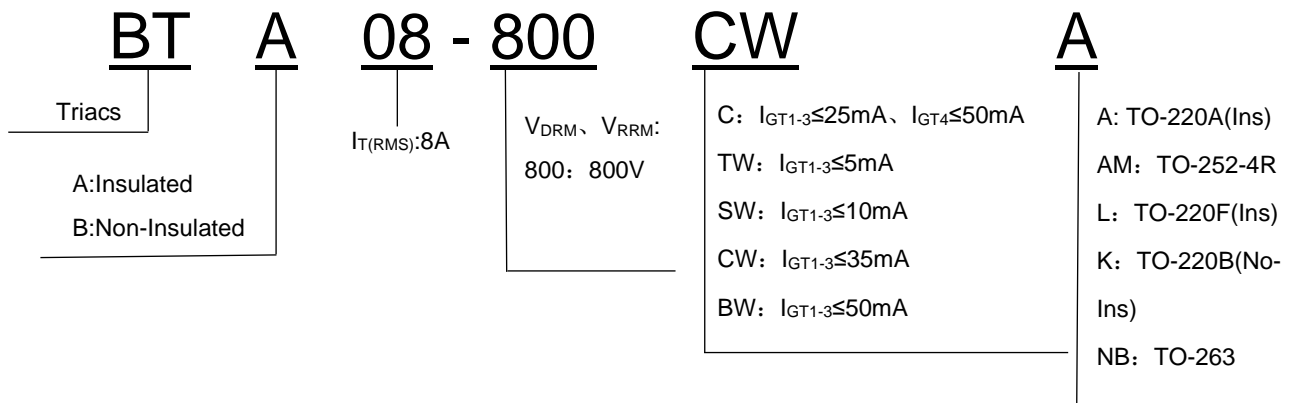 BT A 08 - 800 CW A
Triacs
A:Insulated
B:Non-Insulated
IT(RMS):8A
VDRM、VRRM:
800：800V
C：IGT1-3≤25mA、IGT4≤50mA
TW：IGT1-3≤5mA
SW：IGT1-3≤10mA
CW：IGT1-3≤35mA
BW：IGT1-3≤50mA
A: TO-220A(Ins)
AM：TO-252-4R
L：TO-220F(Ins)
K：TO-220B(No-
Ins)
NB：TO-263